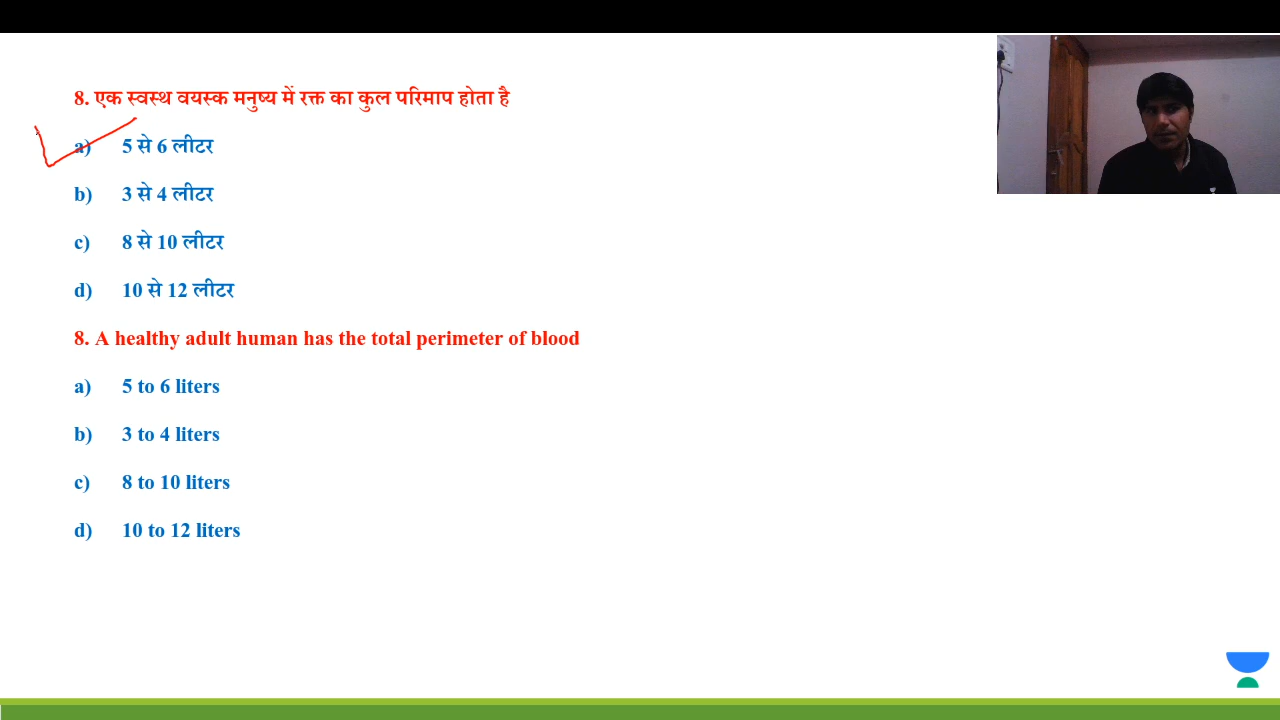 8. एक स्वस्थ वयस्क मनुष्य में रक्त का कुल परिमाप होता है
a) 5 से 6 लीटर
b) 3 से 4 लीटर
c) 8 से 10 लीटर
d) 10 से 12 लीटर
8. A healthy adult human has the total perimeter of blood
a) 5 to 6 liters
b) 3 to 4 liters
c) 8 to 10 liters
d) 10 to 12 liters